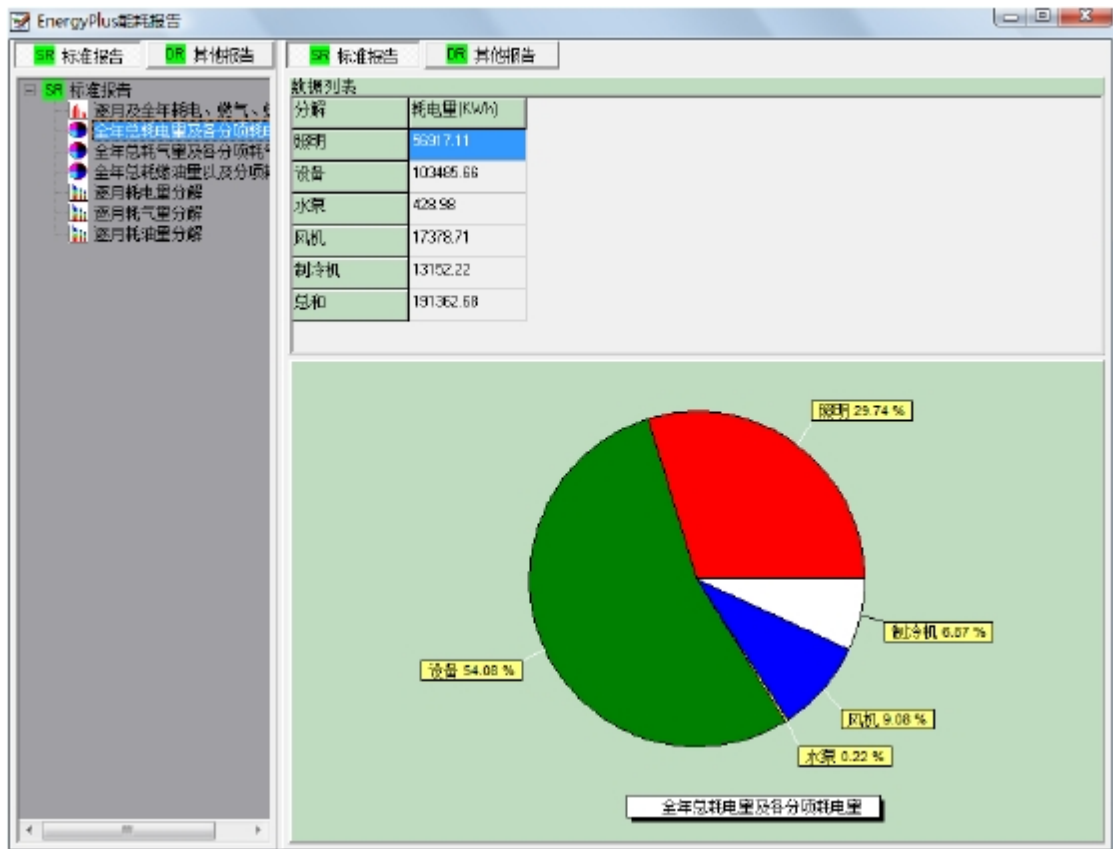 EnergyPlus能耗报告
SR 标准报告 DR 其他报告
SR 标准报告
逐月及全年耗电、燃气、
全年总耗电量及各分项耗电
全年总耗气量及各分项耗气
全年总耗燃油量以及分项耗
逐月耗电量分解
逐月耗气量分解
逐月耗油量分解
SR 标准报告 DR 其他报告
数据列表
分解 耗电量(KWh)
照明 56917.11
设备 103485.66
水泵 428.98
风机 17378.71
制冷机 13152.22
总和 191362.68
照明 29.74 %
制冷机 6.87 %
设备 54.08 %
风机 9.08 %
水泵 0.22 %
全年总耗电量及各分项耗电量